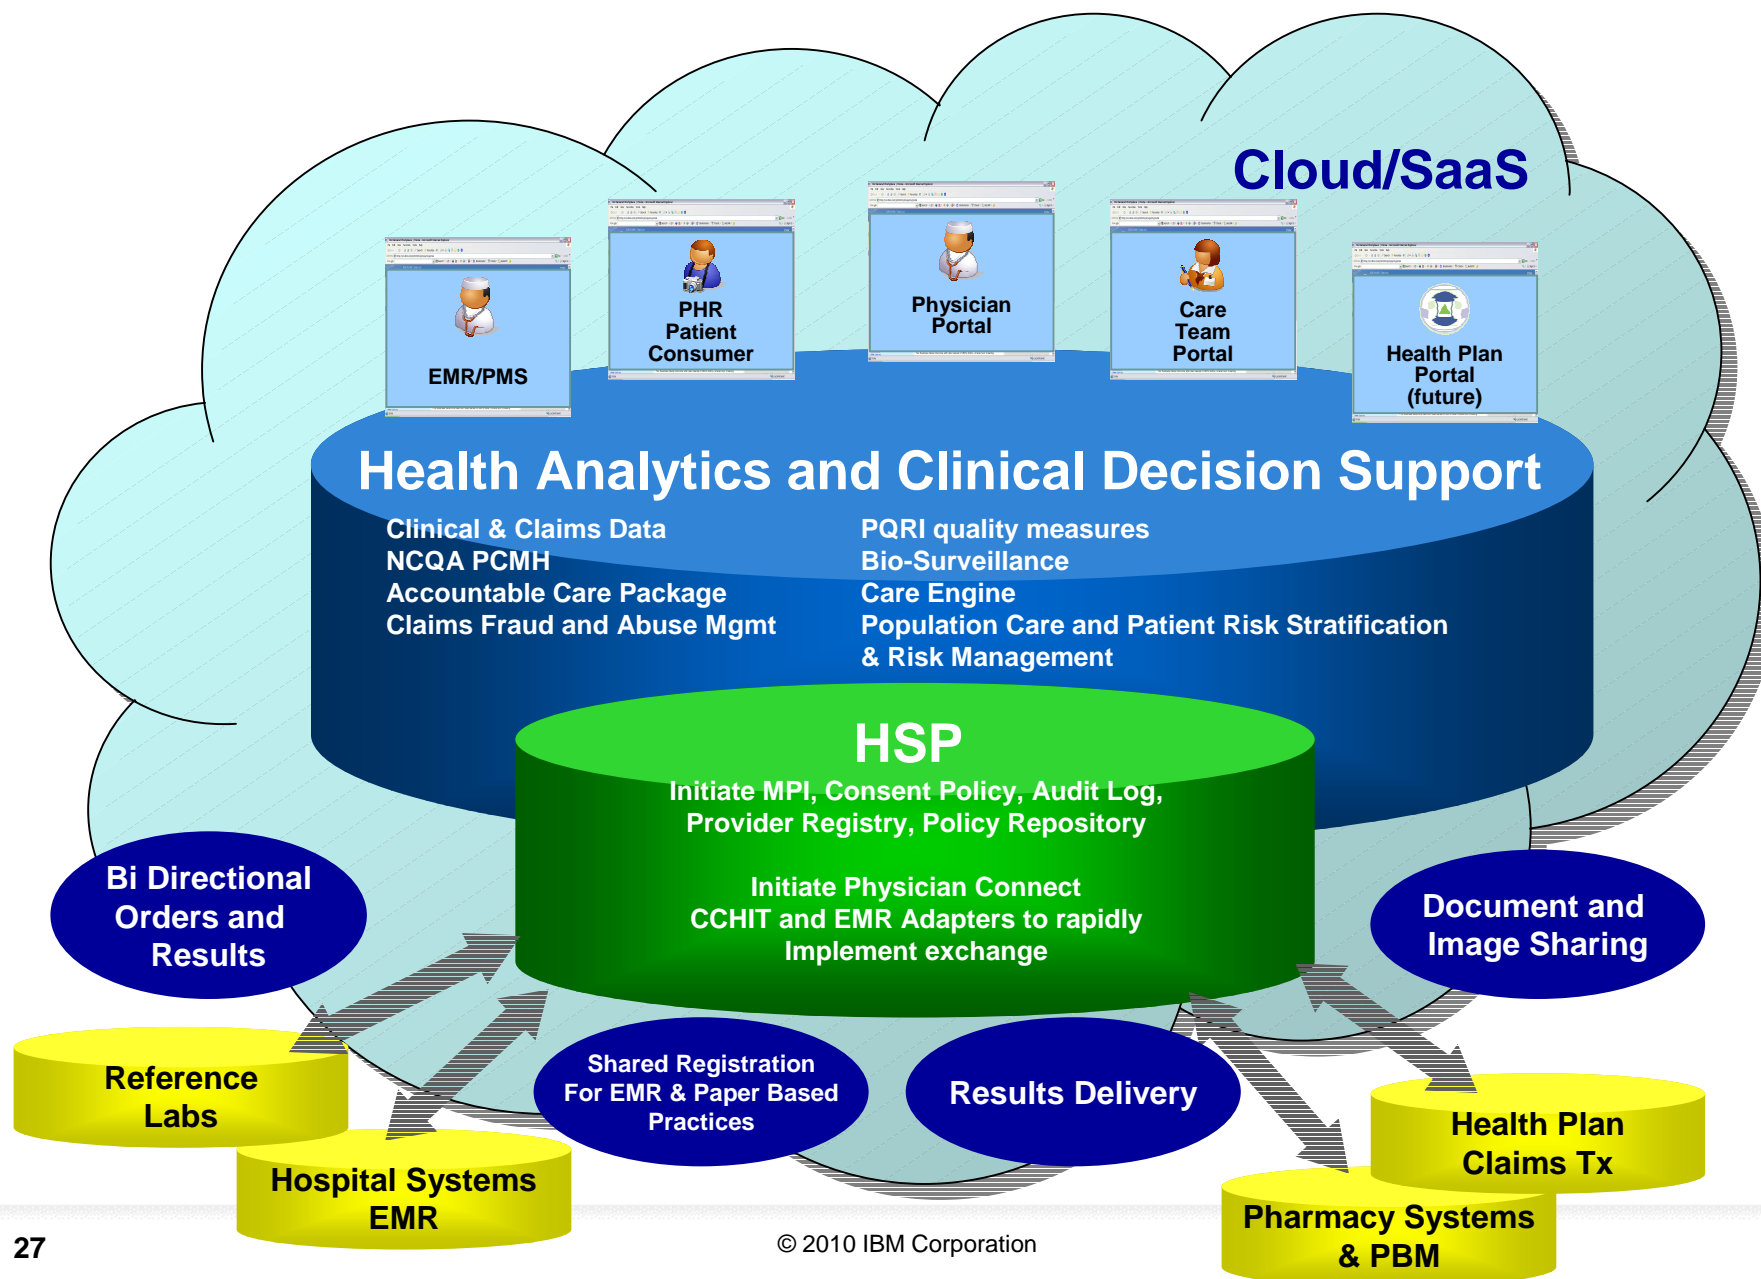 Cloud/SaaS
EMR/PMS
PHR
Patient
Consumer
Physician
Portal
Care
Team
Portal
Health Plan
Portal
(future)
Health Analytics and Clinical Decision Support
Clinical & Claims Data
NCQA PCMH
Accountable Care Package
Claims Fraud and Abuse Mgmt
PQRI quality measures
Bio-Surveillance
Care Engine
Population Care and Patient Risk Stratification
& Risk Management
HSP
Initiate MPI, Consent Policy, Audit Log,
Provider Registry, Policy Repository
Initiate Physician Connect
CCHIT and EMR Adapters to rapidly
Implement exchange
Bi Directional
Orders and
Results
Document and
Image Sharing
Shared Registration
For EMR & Paper Based
Practices
Results Delivery
Reference
Labs
Hospital Systems
EMR
Health Plan
Claims Tx
Pharmacy Systems
& PBM
27
© 2010 IBM Corporation